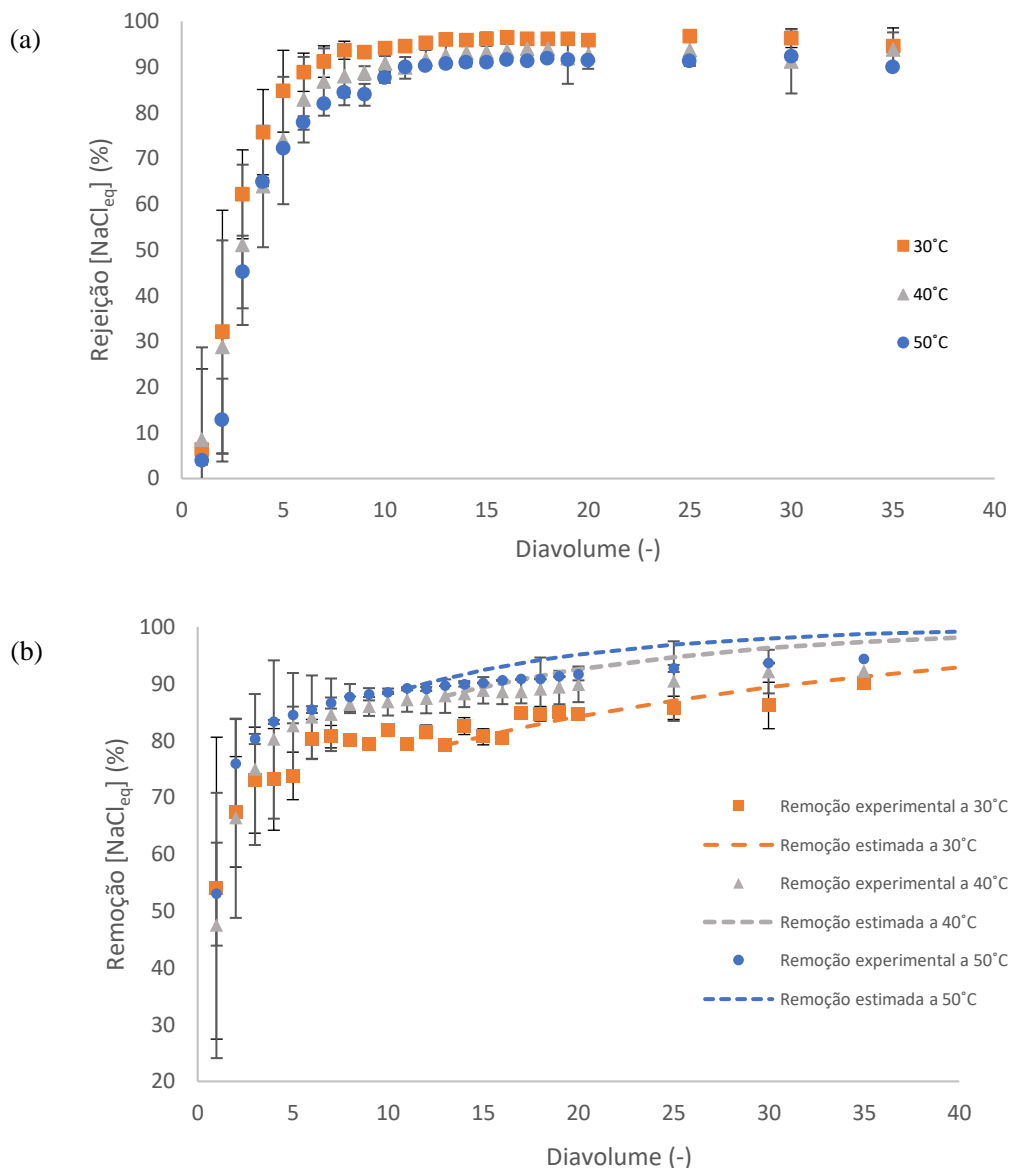 (a)
Rejeição [NaCleq] (%)
100
90
80
70
60
50
40
30
20
10
0
30˚C
40˚C
50˚C
0 5 10 15 20 25 30 35 40
Diavolume (-)
(b)
Remoção [NaCleq] (%)
100
90
80
70
60
50
40
30
20
Remoção experimental a 30˚C
Remoção estimada a 30˚C
Remoção experimental a 40˚C
Remoção estimada a 40˚C
Remoção experimental a 50˚C
Remoção estimada a 50˚C
0 5 10 15 20 25 30 35 40
Diavolume (-)